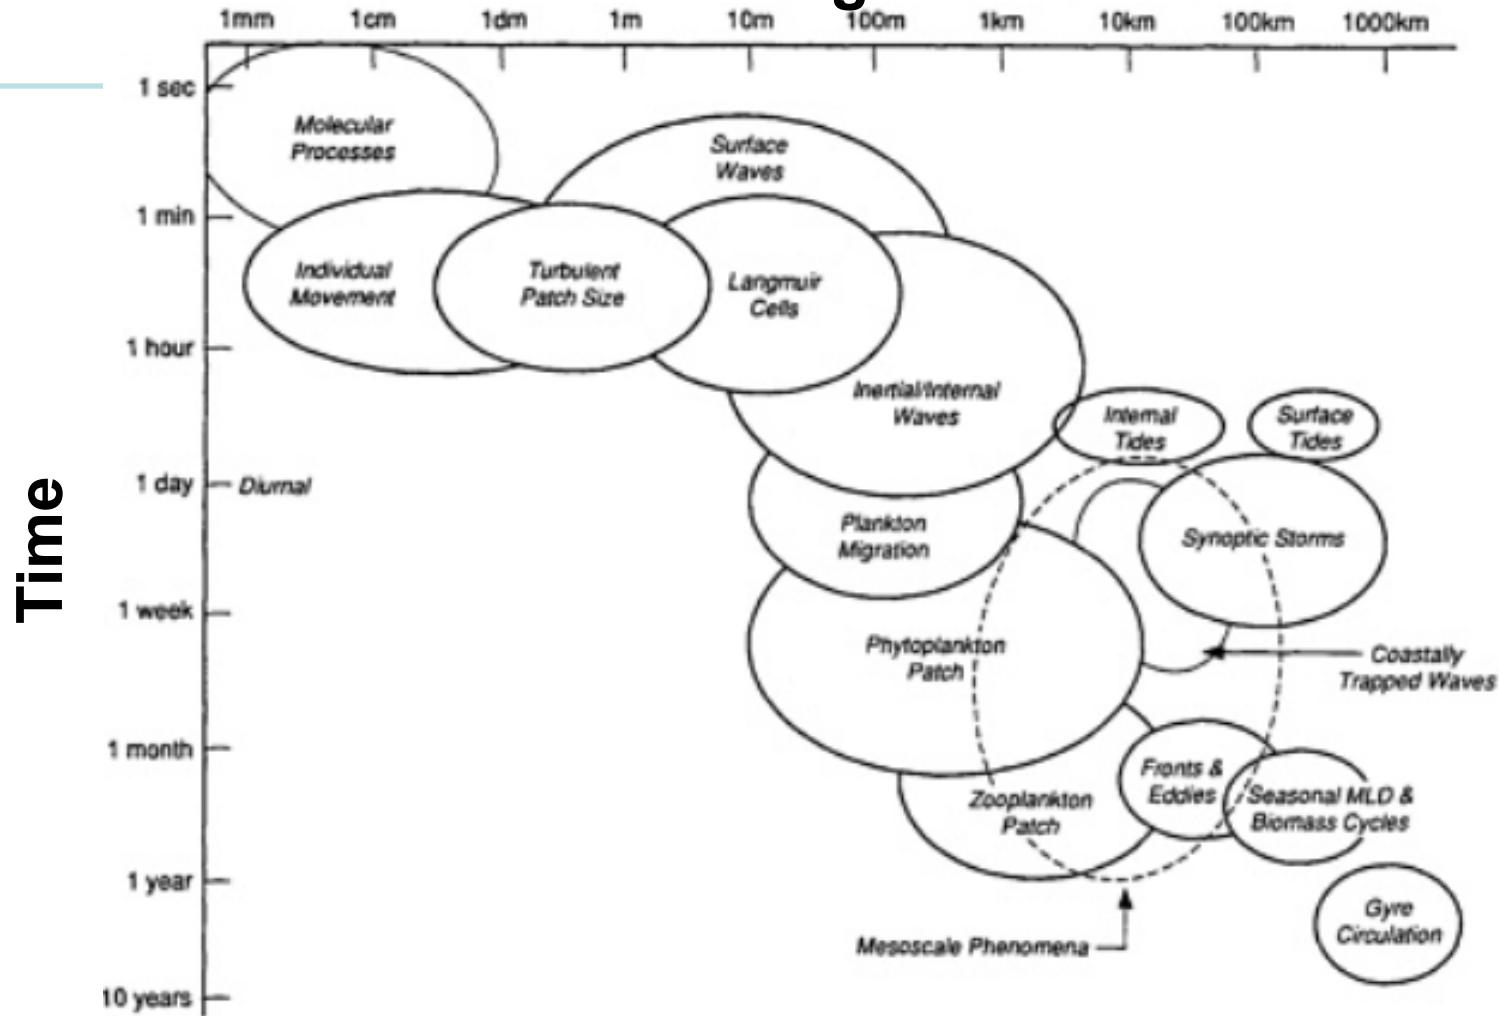 g
1mm 1cm 1dm 1m 10m 100m 1km 10km 100km 1000km
1 sec
Molecular
Processes
Surface
Waves
1 min
Individual
Movement
Turbulent
Patch Size
Langmuir
Cells
1 hour
Inertial/Internal
Waves
Internal
Tides
Surface
Tides
1 day
Diurnal
Time
Plankton
Migration
Synoptic Storms
1 week
Phytoplankton
Patch
Coastally
Trapped Waves
1 month
Fronts &
Eddies
Seasonal MLD &
Biomass Cycles
Zooplankton
Patch
1 year
Gyre
Circulation
Mesoscale Phenomena
10 years